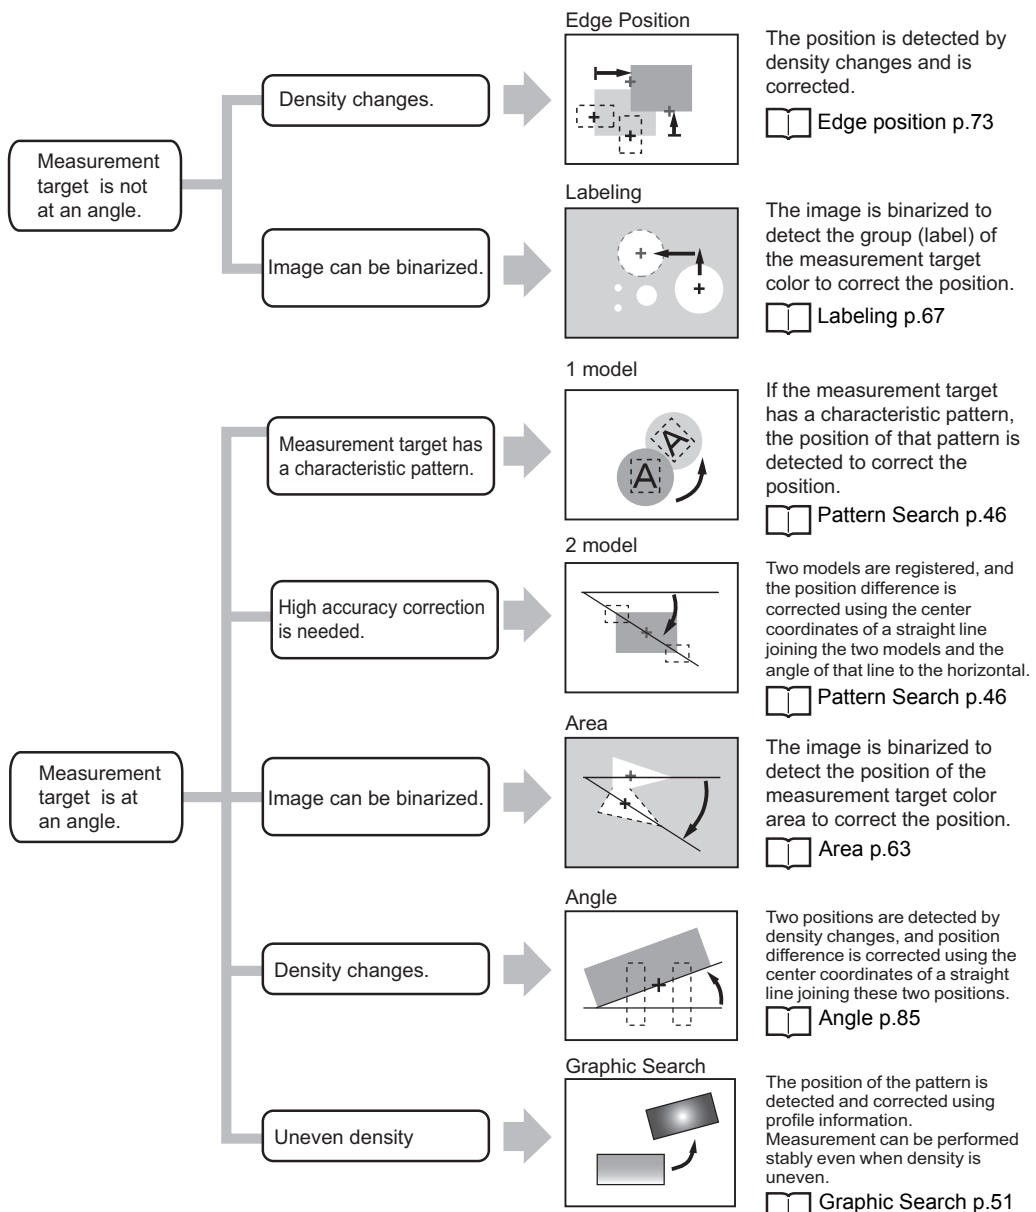 Measurement
target is not
at an angle.
Density changes.
Edge Position
The position is detected by
density changes and is
corrected.
Edge position p.73
Image can be binarized.
Labeling
The image is binarized to
detect the group (label) of
the measurement target
color to correct the position.
Labeling p.67
Measurement
target is at
an angle.
Measurement target has
a characteristic pattern.
1 model
A
A
If the measurement target
has a characteristic pattern,
the position of that pattern is
detected to correct the
position.
Pattern Search p.46
High accuracy correction
is needed.
2 model
Two models are registered, and
the position difference is
corrected using the center
coordinates of a straight line
joining the two models and the
angle of that line to the horizontal.
Pattern Search p.46
Image can be binarized.
Area
The image is binarized to
detect the position of the
measurement target color
area to correct the position.
Area p.63
Density changes.
Angle
Two positions are detected by
density changes, and position
difference is corrected using the
center coordinates of a straight
line joining these two positions.
Angle p.85
Uneven density
Graphic Search
The position of the pattern is
detected and corrected using
profile information.
Measurement can be performed
stably even when density is
uneven.
Graphic Search p.51